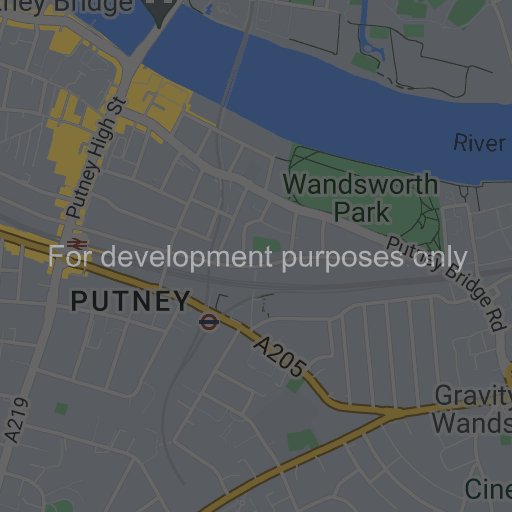 ney Bridge
Putney High St
River
Wandsworth
Park
Putney Bridge Rd
For development purposes only
PUTNEY
A205
A219
Gravity
Wands
Cine